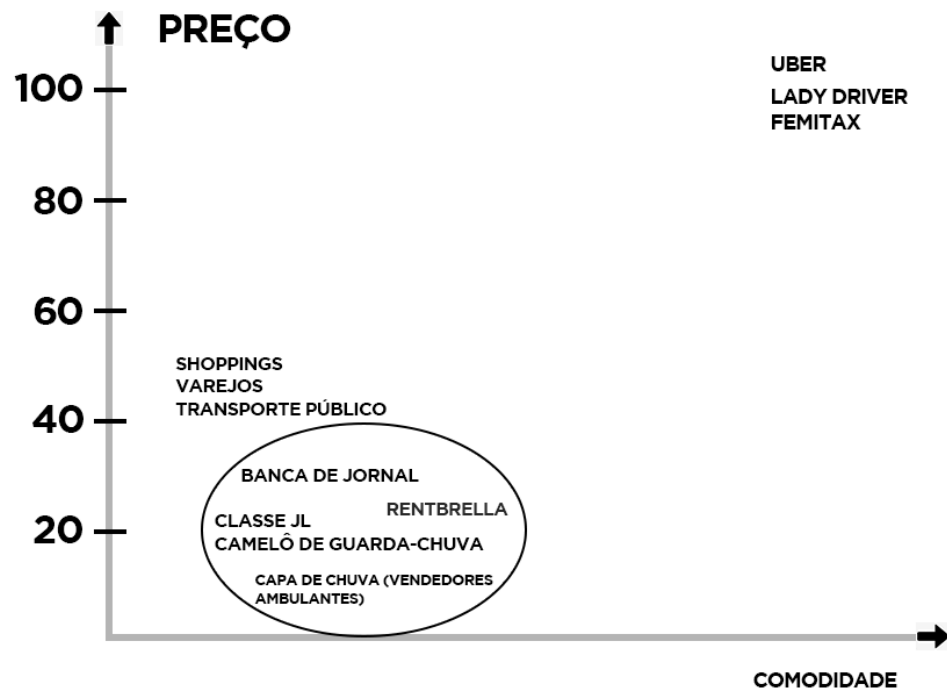 PREÇO
UBER
100
LADY DRIVER
FEMITAX
80
60
SHOPPINGS
VAREJOS
TRANSPORTE PÚBLICO
40
BANCA DE JORNAL
RENTBRELLA
CLASSE JL
20
CAMELÔ DE GUARDA-CHUVA
CAPA DE CHUVA (VENDEDORES
AMBULANTES)
COMODIDADE